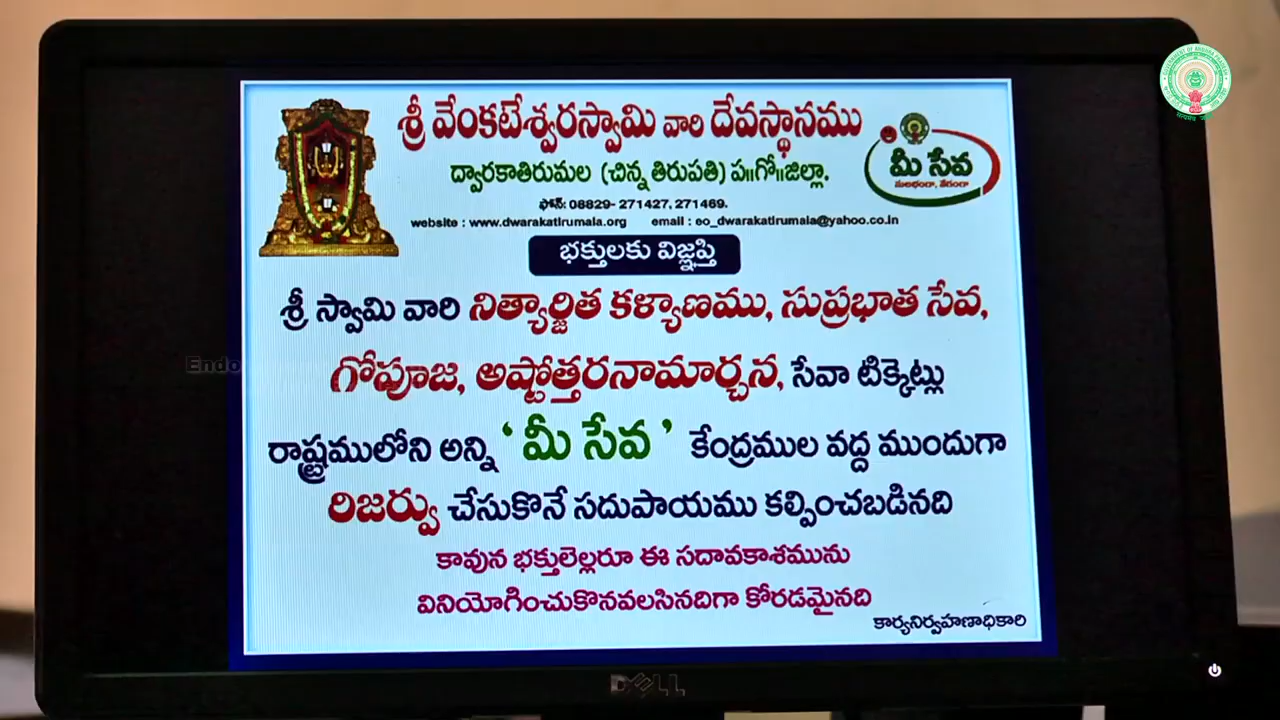 శ్రీ వేంకటేశ్వరస్వామి వారి దేవస్థానము
ద్వారకాతిరుమల (చిన్న తిరుపతి) ప॥గో॥జిల్లా.
మీ సేవ
ఫోన్: 08829- 271427, 271469.
website : www.dwarakatirumala.org email : eo_dwarakatirumala@yahoo.co.in
భక్తులకు విజ్ఞప్తి
శ్రీ స్వామి వారి నిత్యార్జిత కళ్యాణము, సుప్రభాత సేవ,
గోపూజ, అష్టోత్తరనామార్చన, సేవా టిక్కెట్లు
రాష్ట్రములోని అన్ని ‘ మీ సేవ ’ కేంద్రముల వద్ద ముందుగా
రిజర్వు చేసుకొనే సదుపాయము కల్పించబడినది
కావున భక్తులెల్లరూ ఈ సదావకాశమును
వినియోగించుకొనవలసినదిగా కోరడమైనది
కార్యనిర్వహణాధికారి
DELL